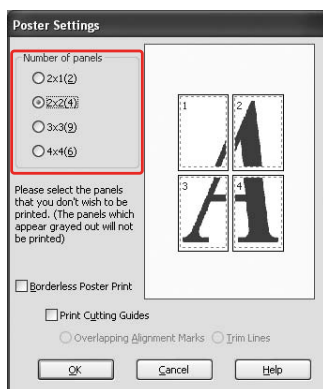 Poster Settings
Number of panels
2x1(2)
2x2(4)
3x3(9)
4x4(6)
1 2
3 4
Please select the panels
that you don't wish to be
printed. (The panels which
appear grayed out will not
be printed)
Borderless Poster Print
Print Cutting Guides
Overlapping Alignment Marks Trim Lines
OK Cancel Help